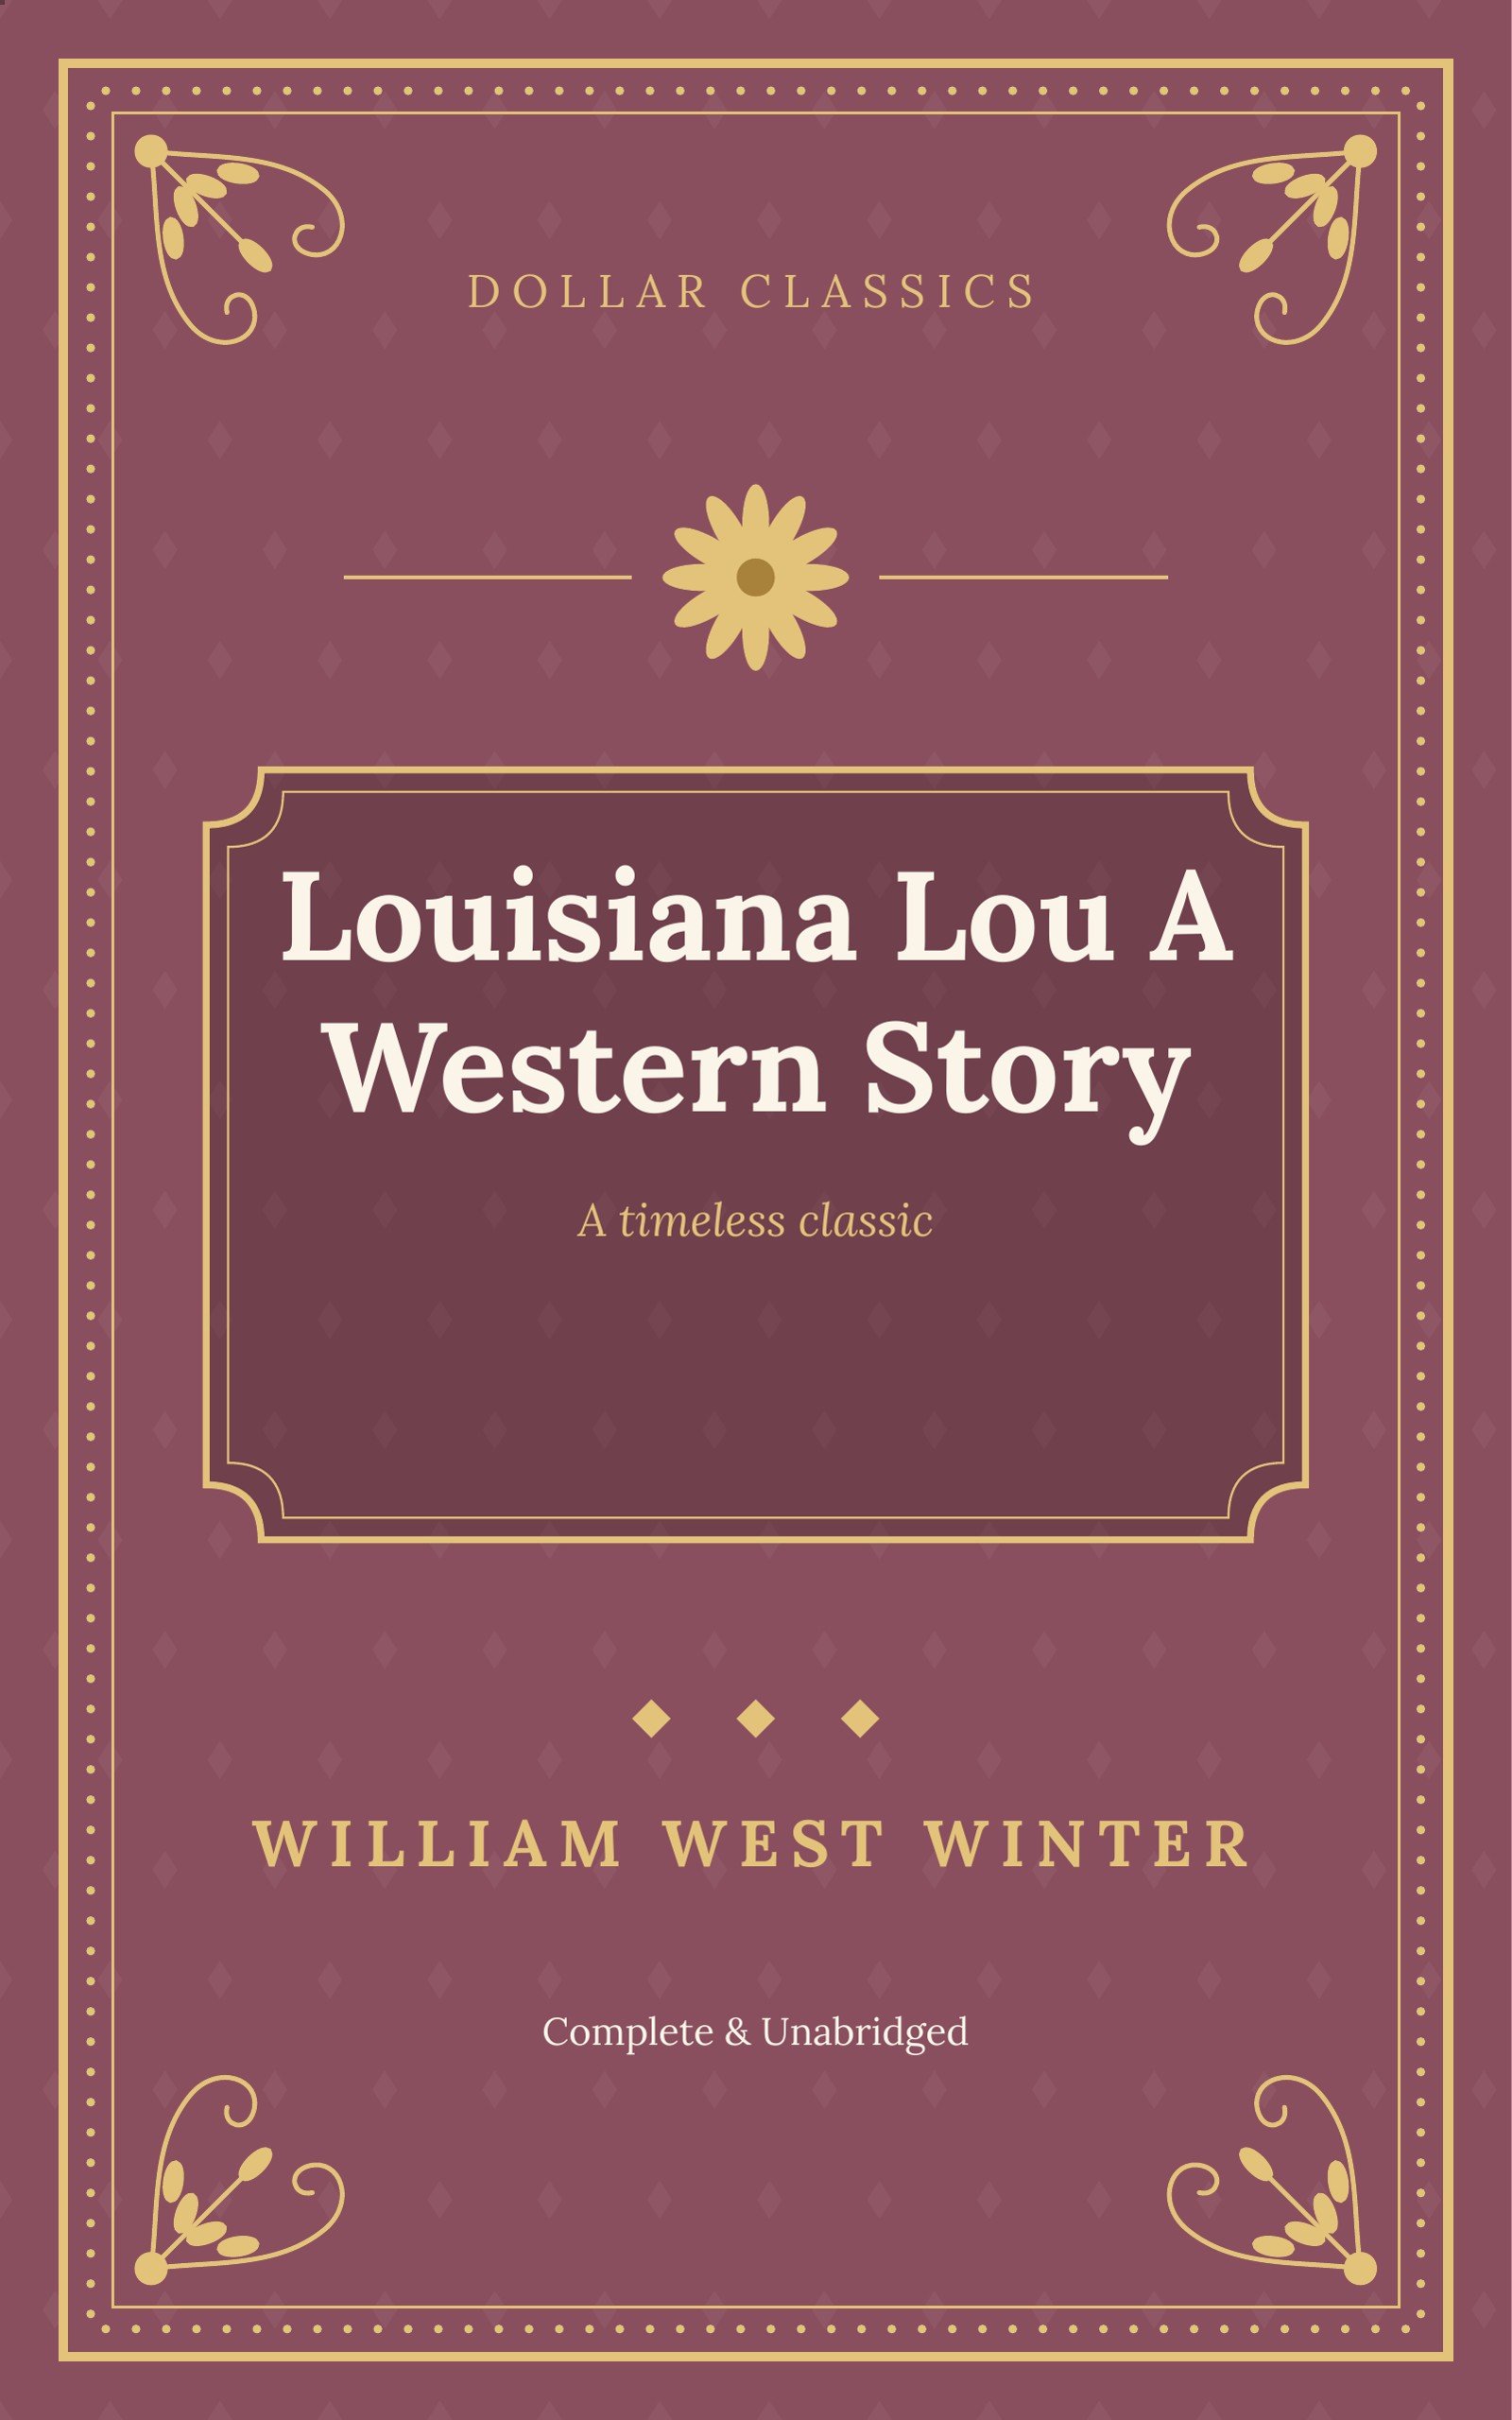 DOLLAR CLASSICS
Louisiana Lou A
Western Story
A timeless classic
WILLIAM WEST WINTER
Complete & Unabridged